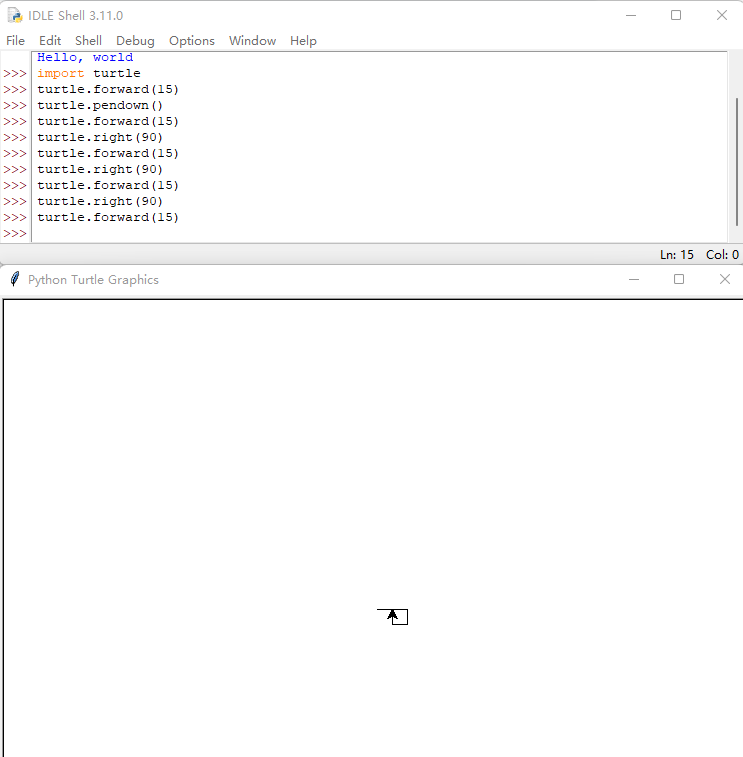 IDLE Shell 3.11.0
File Edit Shell Debug Options Window Help
Hello, world
>>> import turtle
>>> turtle.forward(15)
>>> turtle.pendown()
>>> turtle.forward(15)
>>> turtle.right(90)
>>> turtle.forward(15)
>>> turtle.right(90)
>>> turtle.forward(15)
>>> turtle.right(90)
>>> turtle.forward(15)
>>>
Ln: 15 Col: 0
Python Turtle Graphics